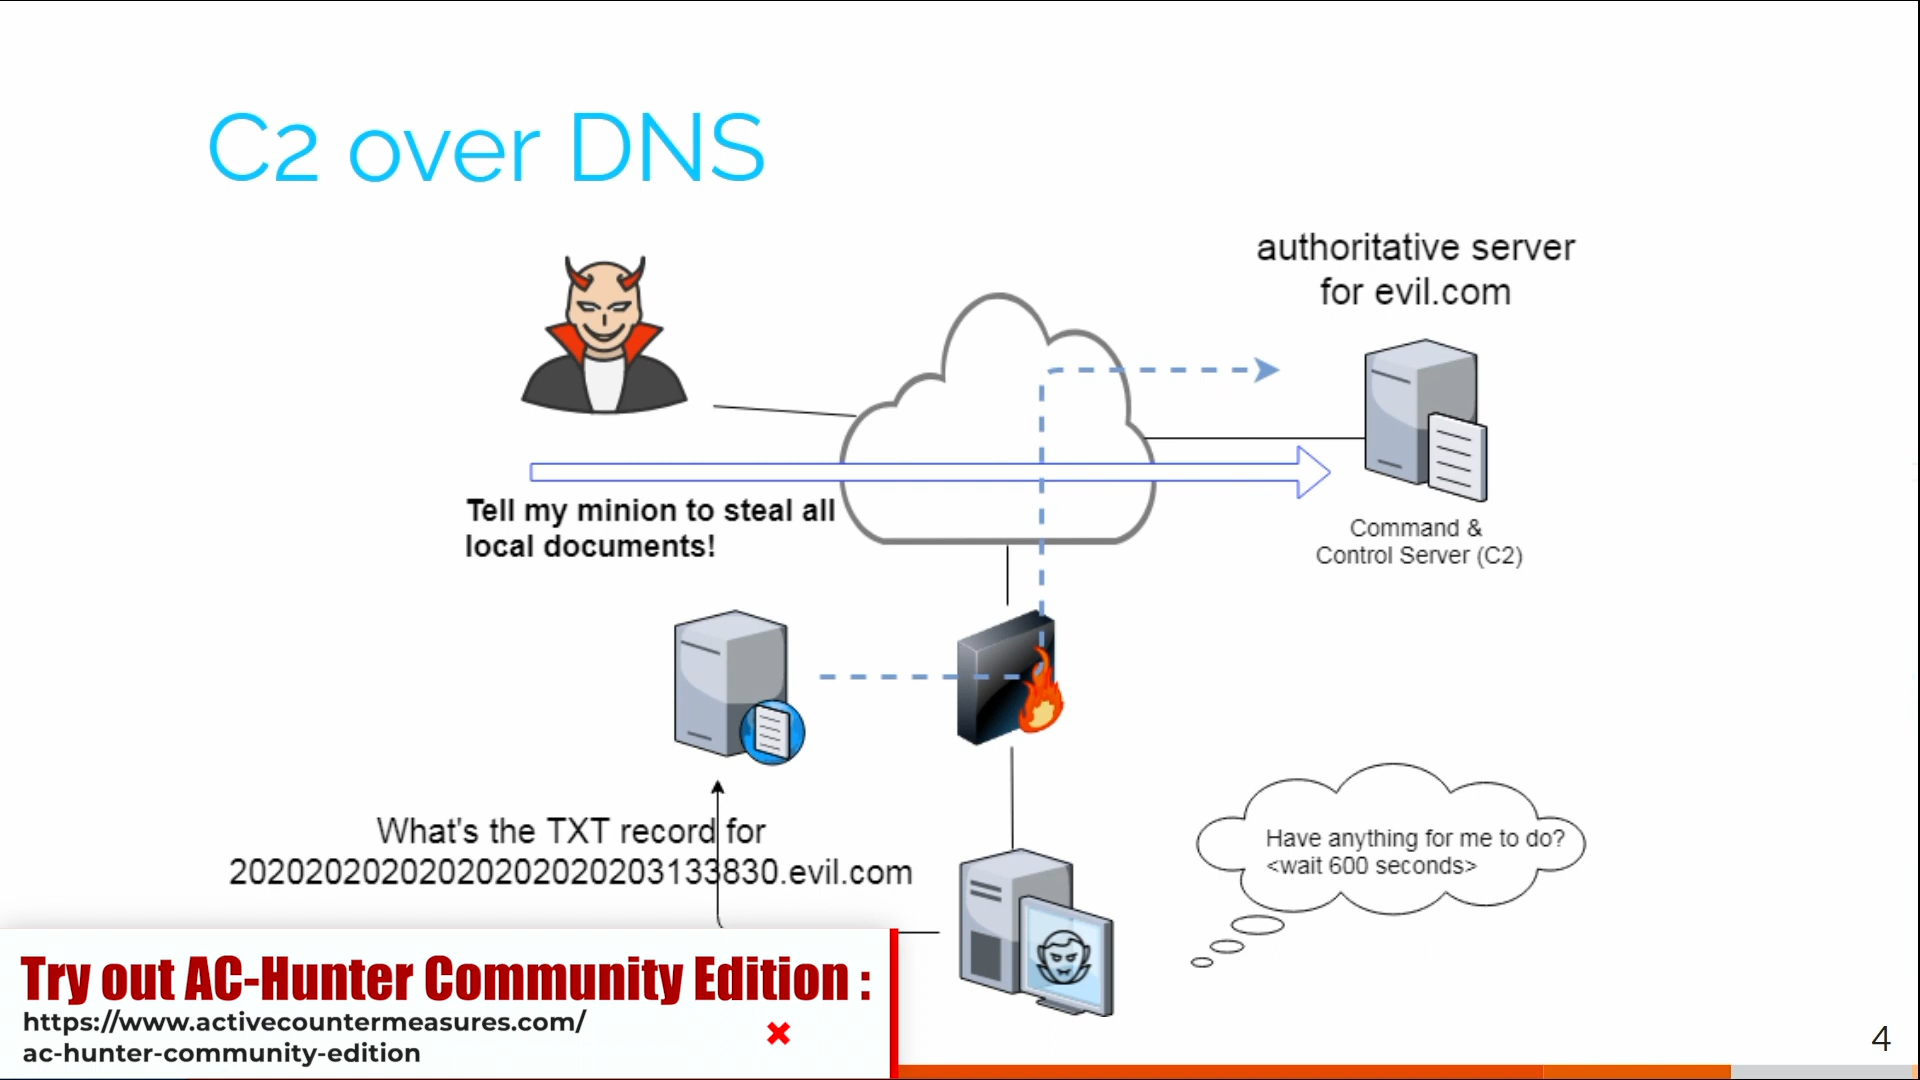 C2 over DNS
authoritative server
for evil.com
Tell my minion to steal all
local documents!
Command &
Control Server (C2)
What's the TXT record for
20202020202020202020203133830.evil.com
Have anything for me to do?
<wait 600 seconds>
Try out AC-Hunter Community Edition :
https://www.activecountermeasures.com/
ac-hunter-community-edition
4